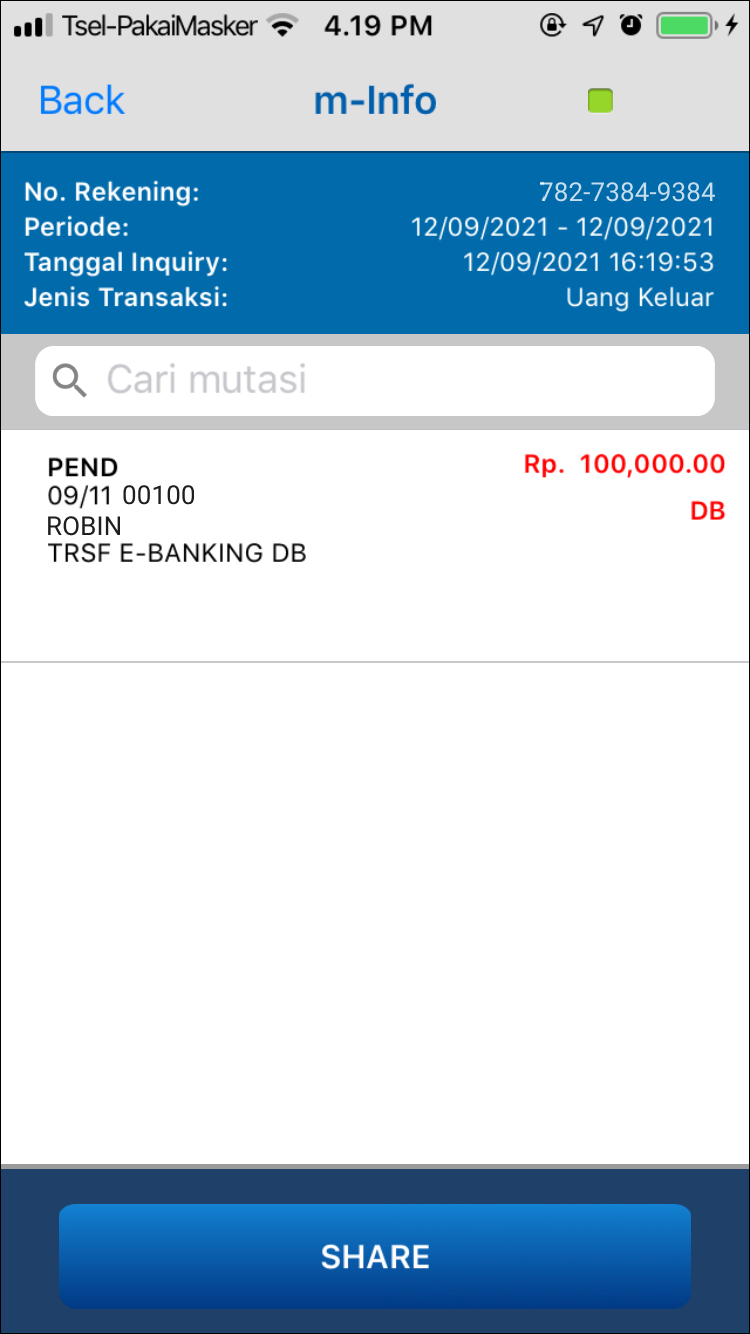 Tsel-PakaiMasker 4.19 PM
Back m-Info
No. Rekening: 782-7384-9384
Periode: 12/09/2021 - 12/09/2021
Tanggal Inquiry: 12/09/2021 16:19:53
Jenis Transaksi: Uang Keluar
Cari mutasi
PEND Rp. 100,000.00
09/11 00100
DB
ROBIN
TRSF E-BANKING DB
SHARE